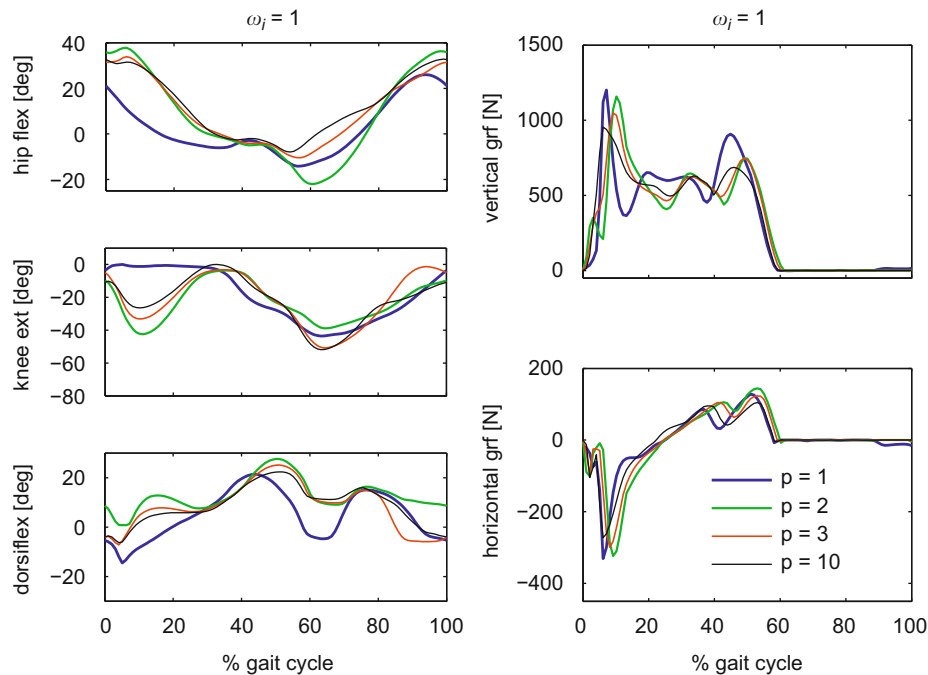 ωi = 1
hip flex [deg]
40
20
0
−20
knee ext [deg]
0
−20
−40
−60
−80
dorsiflex [deg]
20
0
−20
0
20
40
60
80
100
% gait cycle
ωi = 1
vertical grf [N]
1500
1000
500
0
horizontal grf [N]
200
0
−200
−400
p = 1
p = 2
p = 3
p = 10
0
20
40
60
80
100
% gait cycle